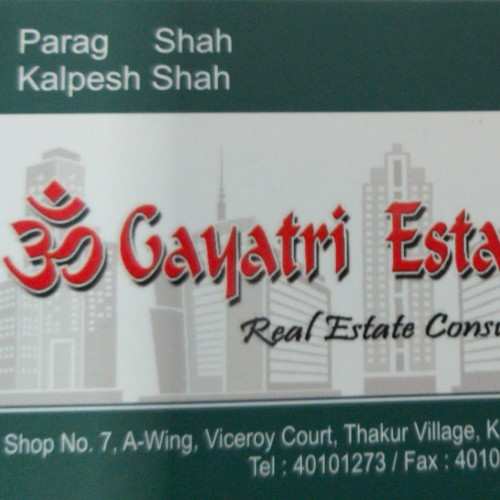 Parag Shah
Kalpesh Shah
ॐ Gayatri Esta
Real Estate Consu
Shop No. 7, A-Wing, Viceroy Court, Thakur Village, K
Tel : 40101273 / Fax : 4010